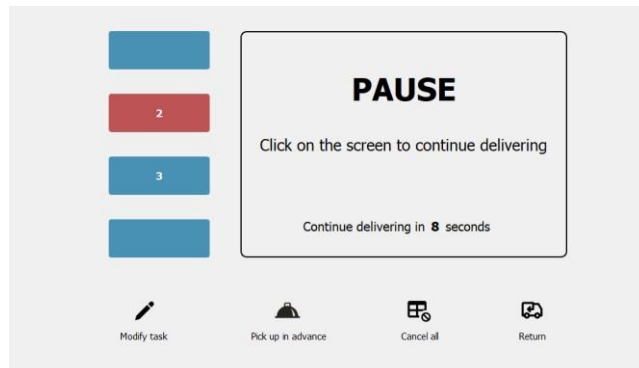 2
3
PAUSE
Click on the screen to continue delivering
Continue delivering in 8 seconds
Modify task
Pick up in advance
Cancel all
Return